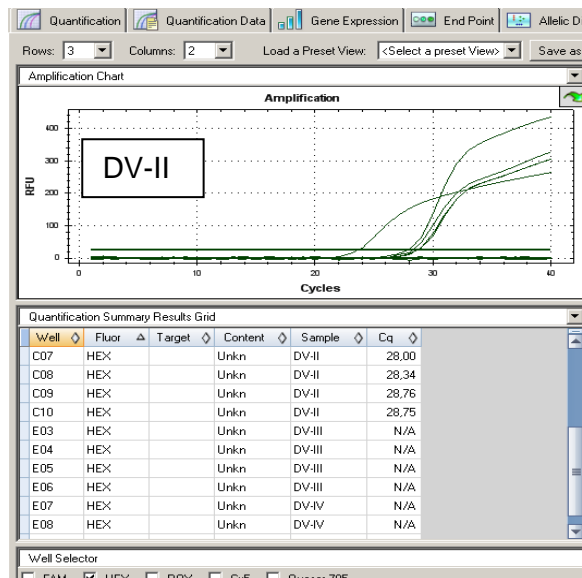 Quantification Quantification Data Gene Expression End Point Allelic D
Rows: 3 Columns: 2 Load a Preset View: <Select a preset View> Save as
Amplification Chart
Amplification
DV-II
RFU
400
300
200
100
0
0 10 20 30 40
Cycles
Quantification Summary Results Grid
Well Fluor Target Content Sample Cq
C07 HEX Unkn DV-II 28,00
C08 HEX Unkn DV-II 28,34
C09 HEX Unkn DV-II 28,76
C10 HEX Unkn DV-II 28,75
E03 HEX Unkn DV-III N/A
E04 HEX Unkn DV-III N/A
E05 HEX Unkn DV-III N/A
E06 HEX Unkn DV-III N/A
E07 HEX Unkn DV-IV N/A
E08 HEX Unkn DV-IV N/A
Well Selector
FAM HEX ROX Cy5 Quasar 705